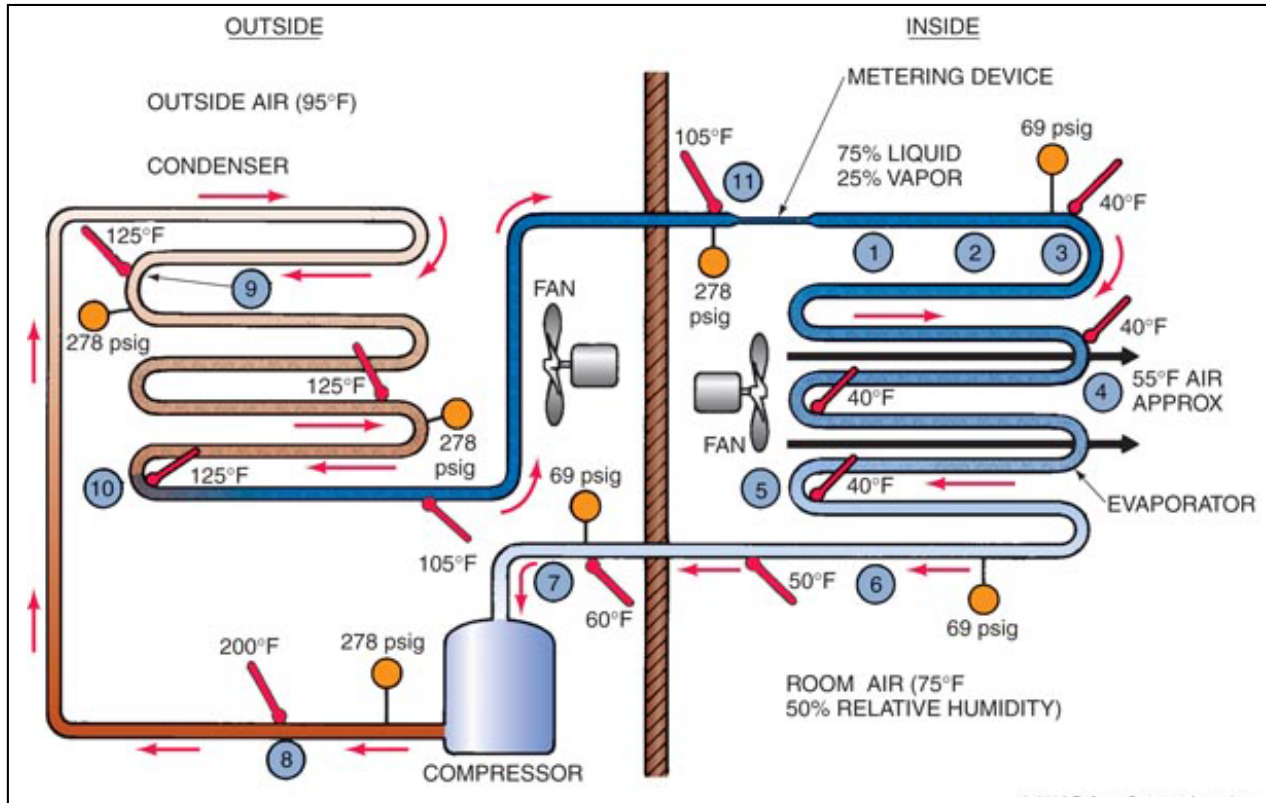 OUTSIDE
INSIDE
METERING DEVICE
OUTSIDE AIR (95°F)
CONDENSER
105°F
11
75% LIQUID
25% VAPOR
69 psig
40°F
125°F
9
278 psig
FAN
278
psig
1
2
3
40°F
125°F
278
psig
FAN
40°F
4
55°F AIR
APPROX
10
125°F
105°F
69 psig
5
40°F
EVAPORATOR
7
60°F
50°F
6
69 psig
200°F
278 psig
8
COMPRESSOR
ROOM AIR (75°F
50% RELATIVE HUMIDITY)